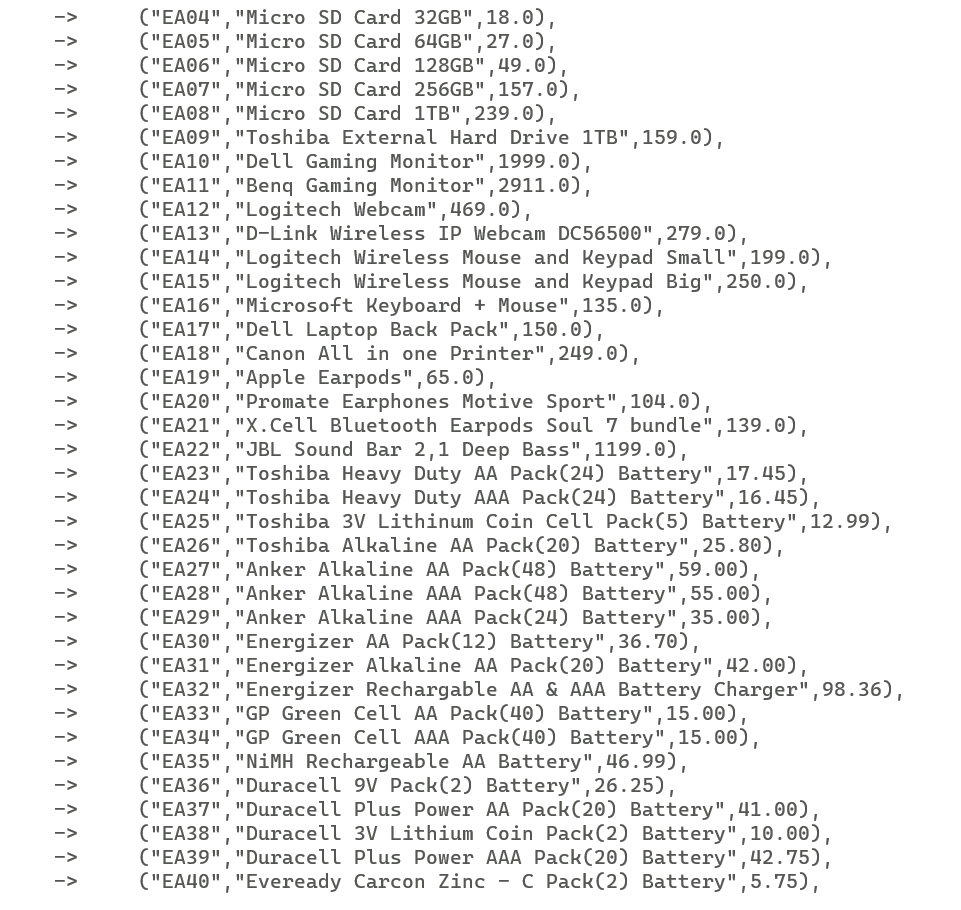 ->     ("EA04","Micro SD Card 32GB",18.0),
->     ("EA05","Micro SD Card 64GB",27.0),
->     ("EA06","Micro SD Card 128GB",49.0),
->     ("EA07","Micro SD Card 256GB",157.0),
->     ("EA08","Micro SD Card 1TB",239.0),
->     ("EA09","Toshiba External Hard Drive 1TB",159.0),
->     ("EA10","Dell Gaming Monitor",1999.0),
->     ("EA11","Benq Gaming Monitor",2911.0),
->     ("EA12","Logitech Webcam",469.0),
->     ("EA13","D-Link Wireless IP Webcam DC56500",279.0),
->     ("EA14","Logitech Wireless Mouse and Keypad Small",199.0),
->     ("EA15","Logitech Wireless Mouse and Keypad Big",250.0),
->     ("EA16","Microsoft Keyboard + Mouse",135.0),
->     ("EA17","Dell Laptop Back Pack",150.0),
->     ("EA18","Canon All in one Printer",249.0),
->     ("EA19","Apple Earpods",65.0),
->     ("EA20","Promate Earphones Motive Sport",104.0),
->     ("EA21","X.Cell Bluetooth Earpods Soul 7 bundle",139.0),
->     ("EA22","JBL Sound Bar 2,1 Deep Bass",1199.0),
->     ("EA23","Toshiba Heavy Duty AA Pack(24) Battery",17.45),
->     ("EA24","Toshiba Heavy Duty AAA Pack(24) Battery",16.45),
->     ("EA25","Toshiba 3V Lithinum Coin Cell Pack(5) Battery",12.99),
->     ("EA26","Toshiba Alkaline AA Pack(20) Battery",25.80),
->     ("EA27","Anker Alkaline AA Pack(48) Battery",59.00),
->     ("EA28","Anker Alkaline AAA Pack(48) Battery",55.00),
->     ("EA29","Anker Alkaline AAA Pack(24) Battery",35.00),
->     ("EA30","Energizer AA Pack(12) Battery",36.70),
->     ("EA31","Energizer Alkaline AA Pack(20) Battery",42.00),
->     ("EA32","Energizer Rechargable AA & AAA Battery Charger",98.36),
->     ("EA33","GP Green Cell AA Pack(40) Battery",15.00),
->     ("EA34","GP Green Cell AAA Pack(40) Battery",15.00),
->     ("EA35","NiMH Rechargeable AA Battery",46.99),
->     ("EA36","Duracell 9V Pack(2) Battery",26.25),
->     ("EA37","Duracell Plus Power AA Pack(20) Battery",41.00),
->     ("EA38","Duracell 3V Lithium Coin Pack(2) Battery",10.00),
->     ("EA39","Duracell Plus Power AAA Pack(20) Battery",42.75),
->     ("EA40","Eveready Carcon Zinc - C Pack(2) Battery",5.75),